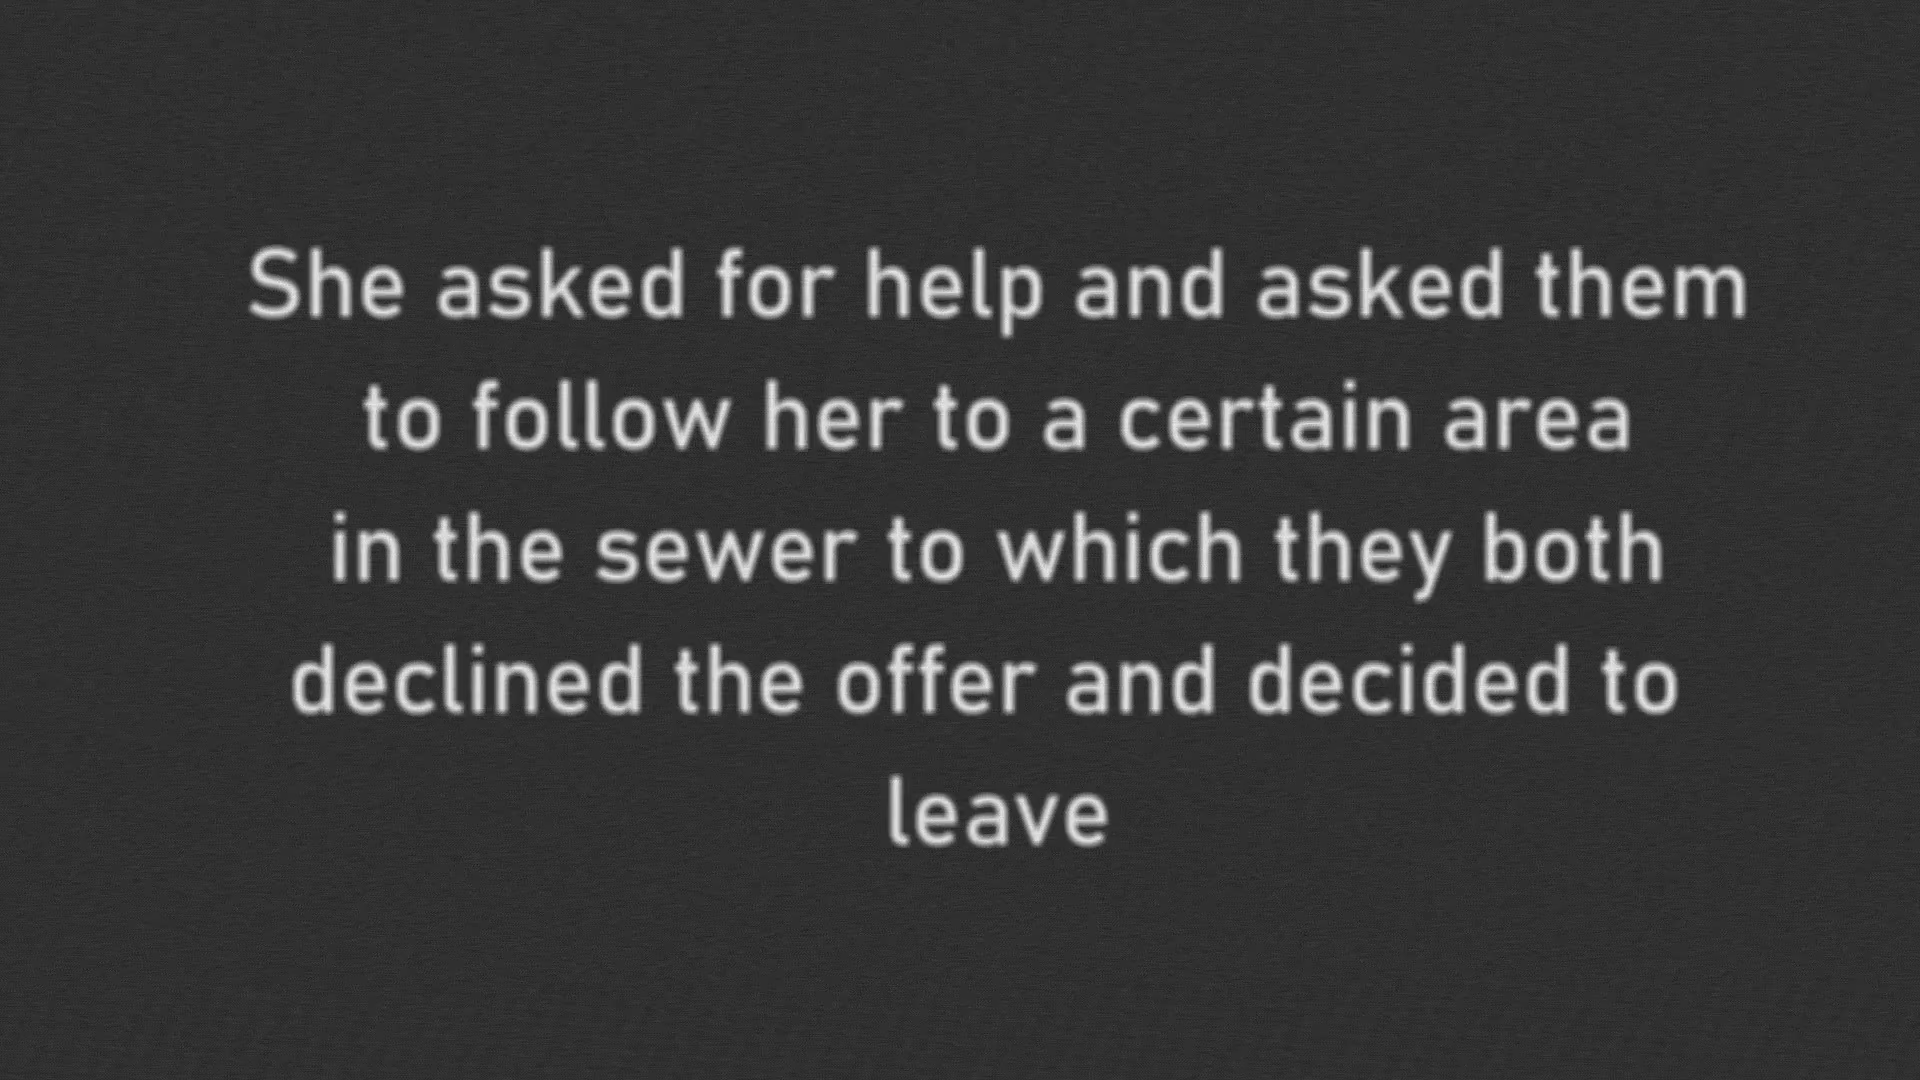 She asked for help and asked them
to follow her to a certain area
in the sewer to which they both
declined the offer and decided to
leave